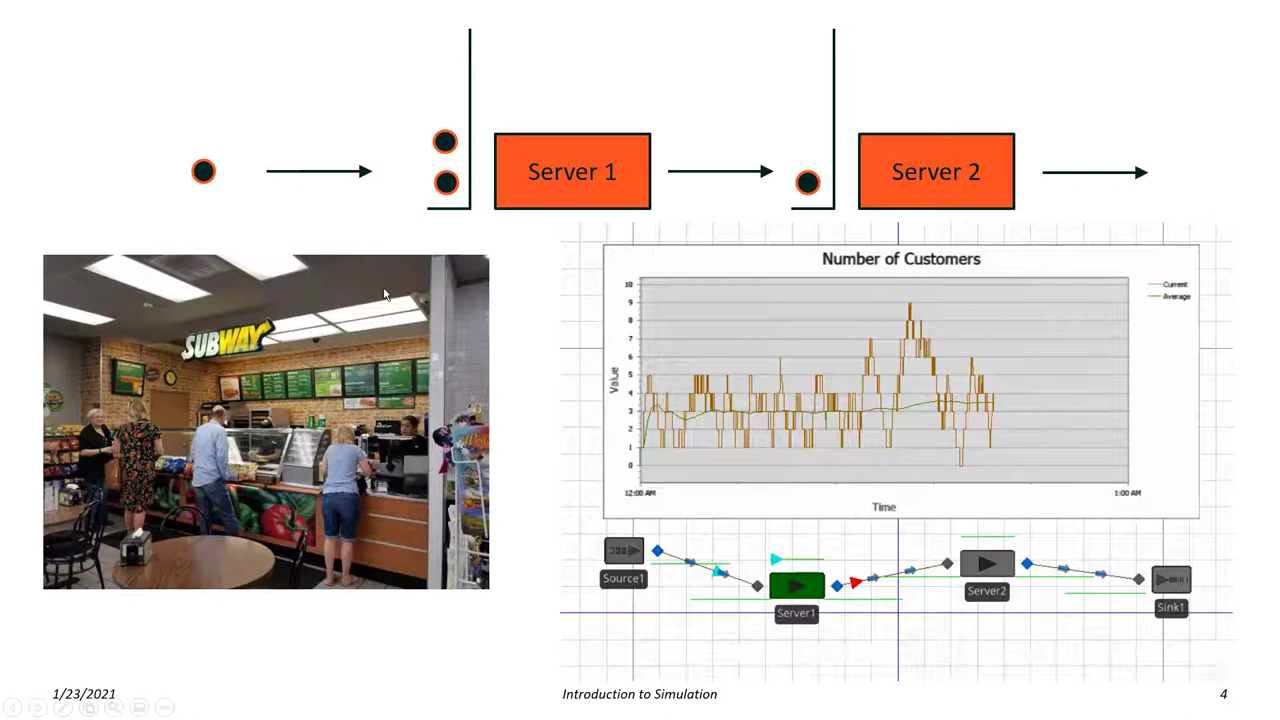 Server 1
Server 2
SUBWAY
Number of Customers
Current
Average
10
9
8
7
6
5
4
3
2
1
0
Value
12:00 AM
1:00 AM
Time
Source1
Server1
Server2
Sink1
1/23/2021
Introduction to Simulation
4